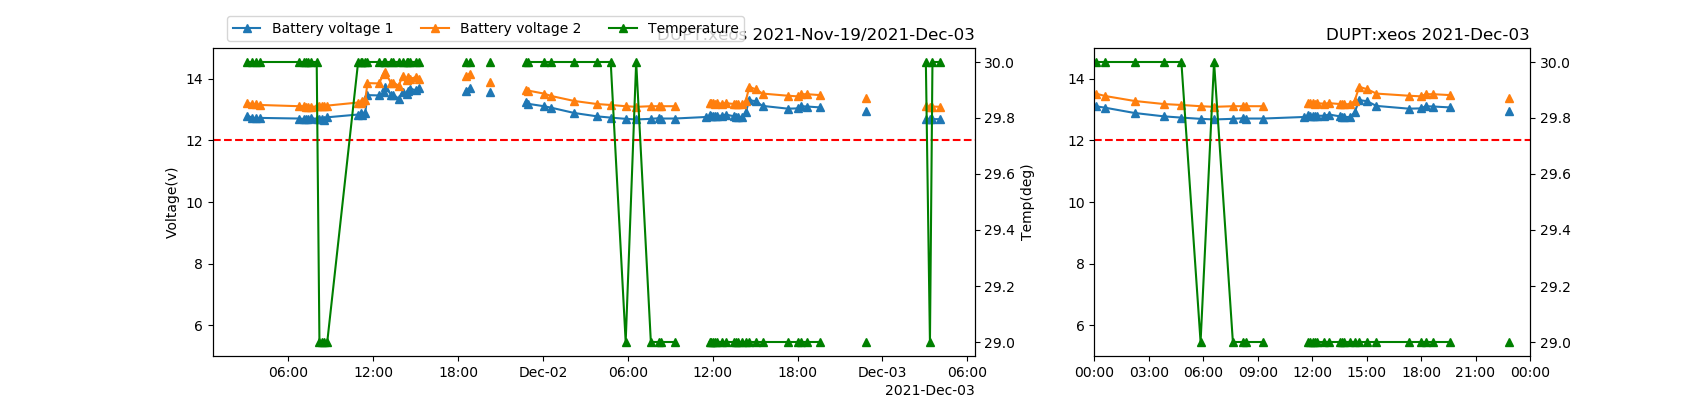 Battery voltage 1 Battery voltage 2 Temperature
DUPT:xeos 2021-Nov-19/2021-Dec-03
Voltage(v)
14
12
10
8
6
30.0
29.8
29.6
29.4
29.2
29.0
Temp(deg)
06:00 12:00 18:00 Dec-02 06:00 12:00 18:00 Dec-03 06:00
2021-Dec-03
DUPT:xeos 2021-Dec-03
14
12
10
8
6
30.0
29.8
29.6
29.4
29.2
29.0
00:00 03:00 06:00 09:00 12:00 15:00 18:00 21:00 00:00